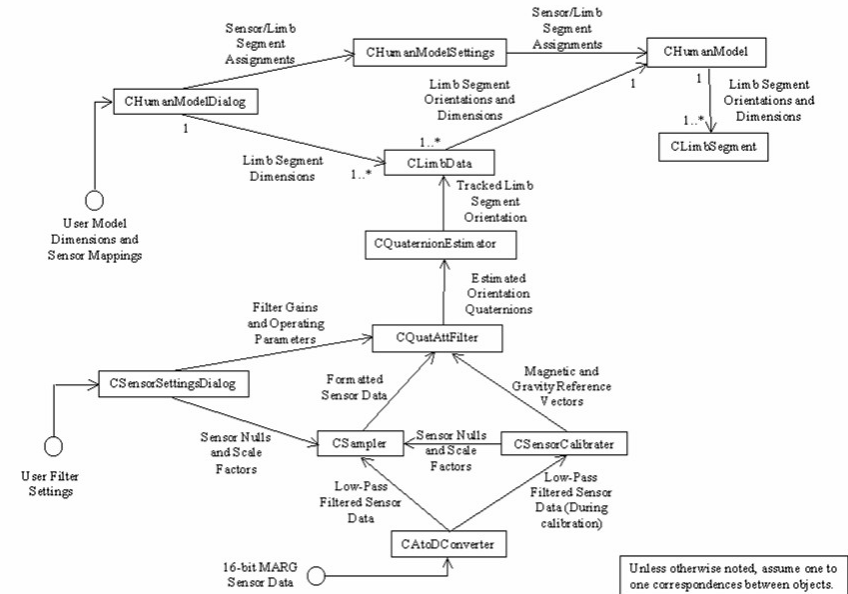 Sensor/Limb
Segment
Assignments
Sensor/Limb
Segment
Assignments
CHumanModelSettings
CHumanModel
CHumanModelDialog
1
1
1
Limb Segment
Orientations and
Dimensions
Limb Segment
Orientations and
Dimensions
1..*
1..*
CLimbSegment
Limb Segment
Dimensions
1..*
CLimbData
Tracked Limb
Segment
Orientation
User Model
Dimensions and
Sensor Mappings
CQuaternionEstimator
Estimated
Orientation
Quaternions
Filter Gains
and Operating
Parameters
CQuatAttFilter
CSensorSettingsDialog
Formatted
Sensor Data
Magnetic and
Gravity Reference
Vectors
Sensor Nulls
and Scale
Factors
CSampler
Sensor Nulls
and Scale
Factors
CSensorCalibrater
User Filter
Settings
Low-Pass
Filtered Sensor
Data
Low-Pass
Filtered Sensor
Data (During
calibration)
CAtoDConverter
16-bit MARG
Sensor Data
Unless otherwise noted, assume one to
one correspondences between objects.